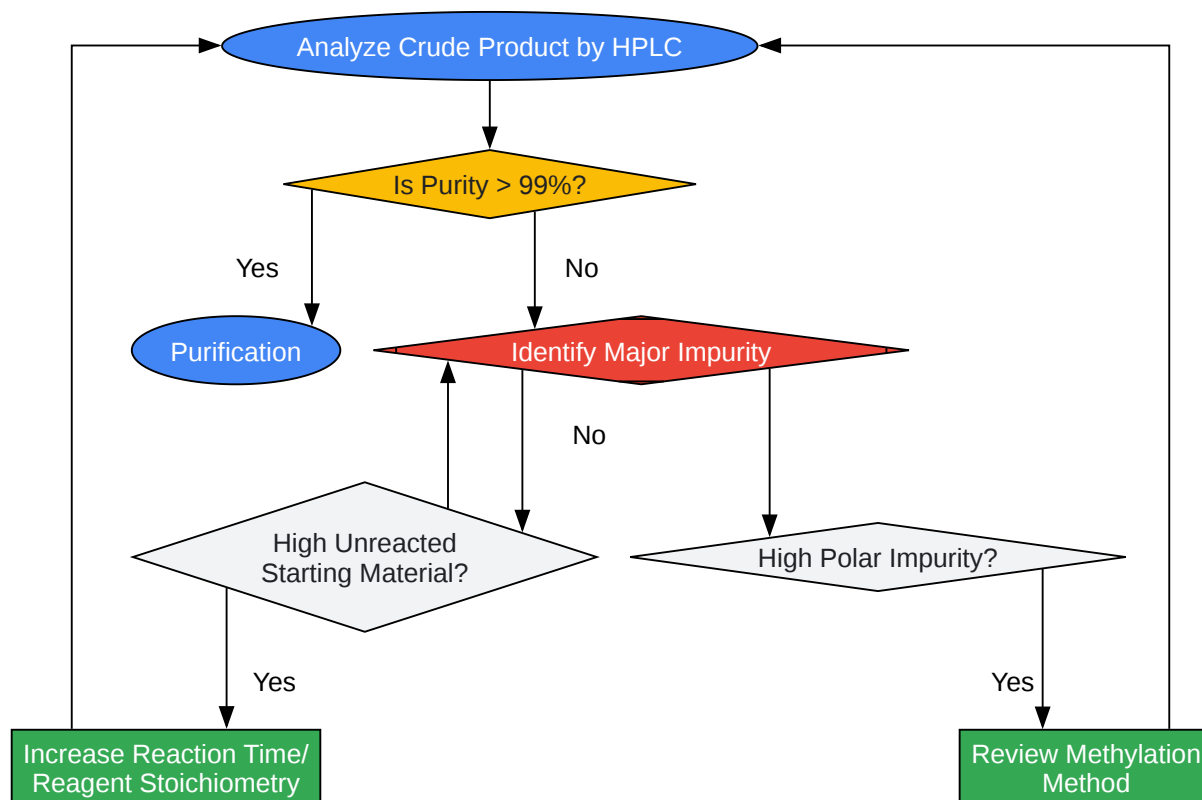 Analyze Crude Product by HPLC
Is Purity > 99%?
Yes
No
Purification
Identify Major Impurity
No
High Unreacted
Starting Material?
High Polar Impurity?
Yes
Yes
Increase Reaction Time/
Reagent Stoichiometry
Review Methylation
Method